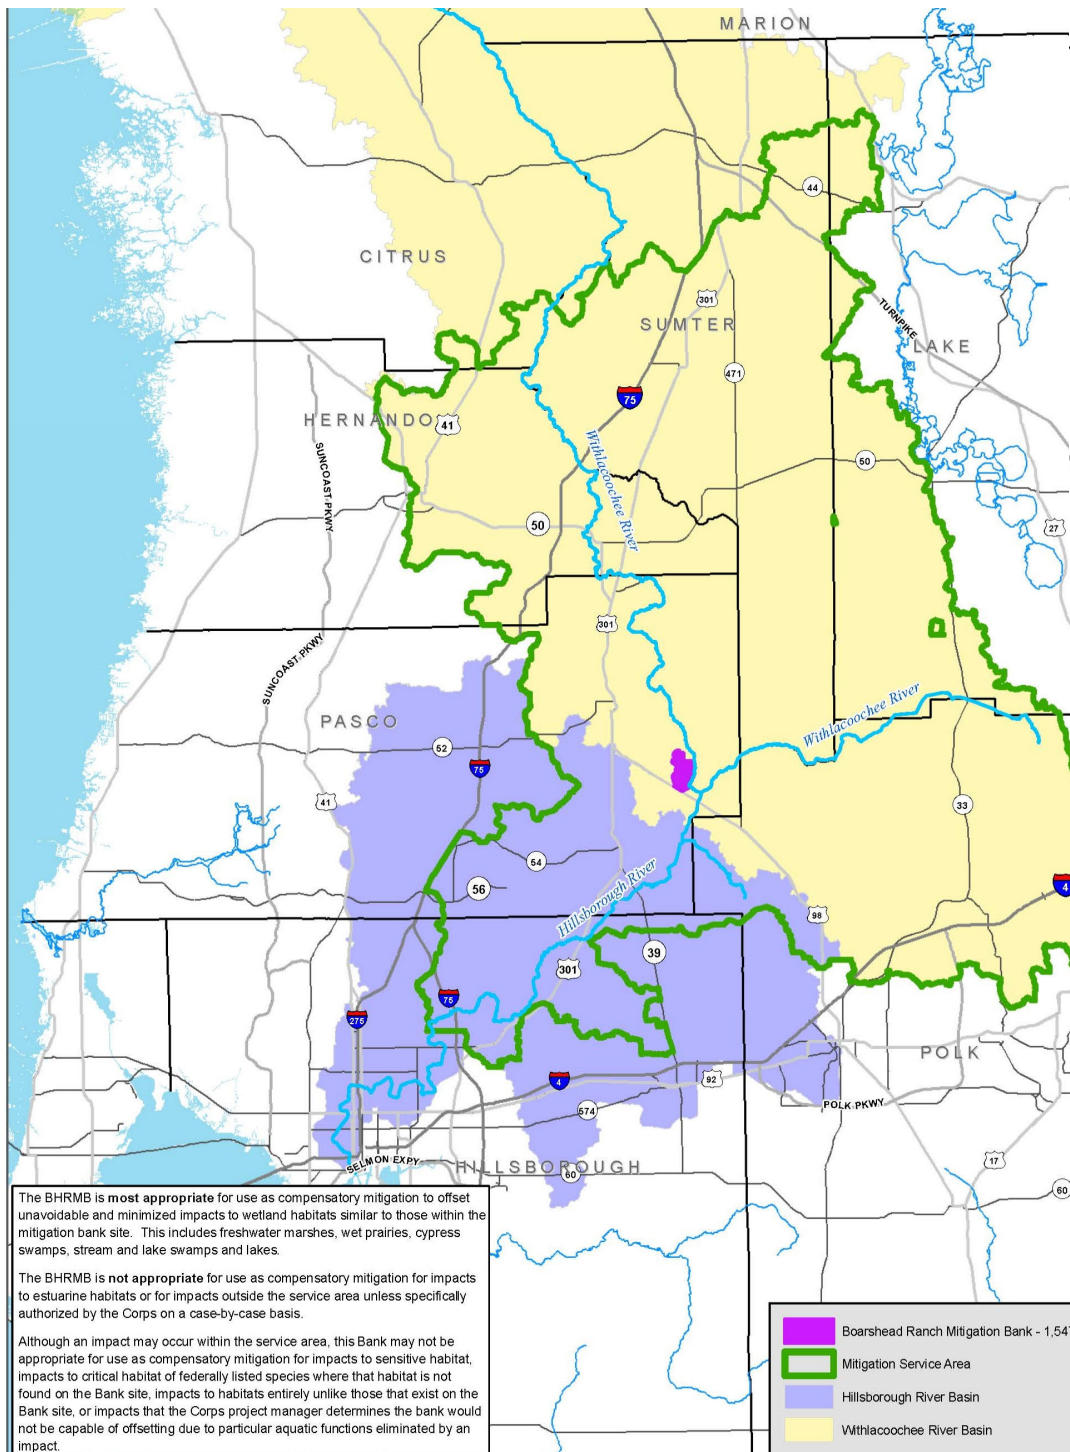 MARION
44
CITRUS
301
SUMTER
TURNPIKE
LAKE
471
75
HERNANDO
41
SUNCOAST PKWY
Withlacoochee River
50
50
27
301
SUNCOAST PKWY
PASCO
Withlacoochee River
52
75
41
33
54
56
Hillsborough River
4
98
39
301
75
275
POLK
4
92
574
POLK PKWY
SELMON EXPY
HILLSBOROUGH
60
17
60
The BHRMB is most appropriate for use as compensatory mitigation to offset
unavoidable and minimized impacts to wetland habitats similar to those within the
mitigation bank site. This includes freshwater marshes, wet prairies, cypress
swamps, stream and lake swamps and lakes.
The BHRMB is not appropriate for use as compensatory mitigation for impacts
to estuarine habitats or for impacts outside the service area unless specifically
authorized by the Corps on a case-by-case basis.
Although an impact may occur within the service area, this Bank may not be
appropriate for use as compensatory mitigation for impacts to sensitive habitat,
impacts to critical habitat of federally listed species where that habitat is not
found on the Bank site, impacts to habitats entirely unlike those that exist on the
Bank site, or impacts that the Corps project manager determines the bank would
not be capable of offsetting due to particular aquatic functions eliminated by an
impact.
Boarshead Ranch Mitigation Bank - 1,547
Mitigation Service Area
Hillsborough River Basin
Withlacoochee River Basin